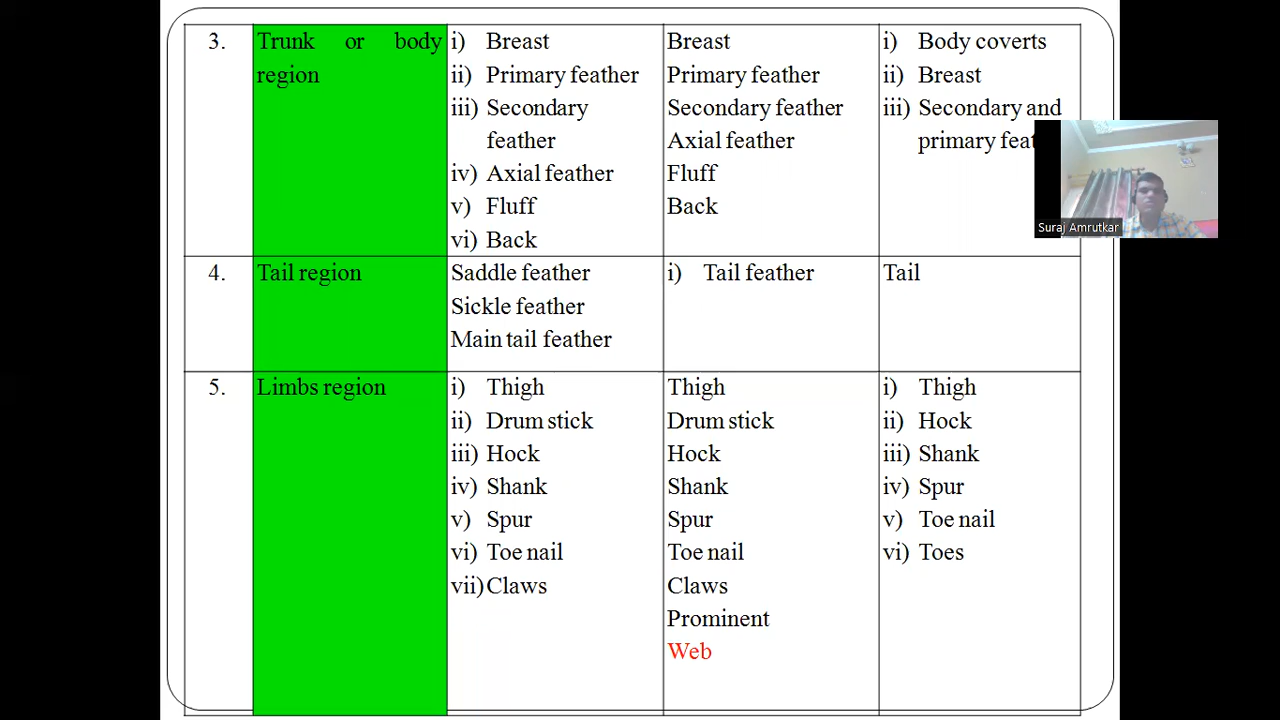 3.
Trunk or body
region
i) Breast
ii) Primary feather
iii) Secondary
feather
iv) Axial feather
v) Fluff
vi) Back
Breast
Primary feather
Secondary feather
Axial feather
Fluff
Back
i) Body coverts
ii) Breast
iii) Secondary and
primary
Suraj Amrutkar
4.
Tail region
Saddle feather
Sickle feather
Main tail feather
i) Tail feather
Tail
5.
Limbs region
i) Thigh
ii) Drum stick
iii) Hock
iv) Shank
v) Spur
vi) Toe nail
vii) Claws
Thigh
Drum stick
Hock
Shank
Spur
Toe nail
Claws
Prominent
Web
i) Thigh
ii) Hock
iii) Shank
iv) Spur
v) Toe nail
vi) Toes